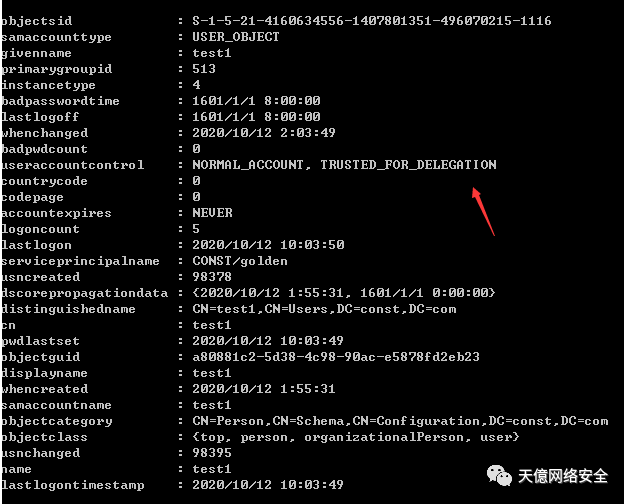 objectsid : S-1-5-21-4160634556-1407801351-496070215-1116
samaccounttype : USER_OBJECT
givenname : test1
primarygroupid : 513
instancetype : 4
badpasswordtime : 1601/1/1 8:00:00
lastlogoff : 1601/1/1 8:00:00
whenchanged : 2020/10/12 2:03:49
badpwdcount : 0
useraccountcontrol : NORMAL_ACCOUNT, TRUSTED_FOR_DELEGATION
countrycode : 0
codepage : 0
accountexpires : NEVER
logoncount : 5
lastlogon : 2020/10/12 10:03:50
serviceprincipalname : CONST/golden
usncreated : 98378
dscorepropagationdata : {2020/10/12 1:55:31, 1601/1/1 0:00:00}
distinguishedname : CN=test1,CN=Users,DC=const,DC=com
cn : test1
pwdlastset : 2020/10/12 10:03:49
objectguid : a80881c2-5d38-4c98-90ac-e5878fd2eb23
displayname : test1
whencreated : 2020/10/12 1:55:31
samaccountname : test1
objectcategory : CN=Person,CN=Schema,CN=Configuration,DC=const,DC=com
objectclass : {top, person, organizationalPerson, user}
usnchanged : 98395
name : test1
lastlogontimestamp : 2020/10/12 10:03:49
天億网络安全